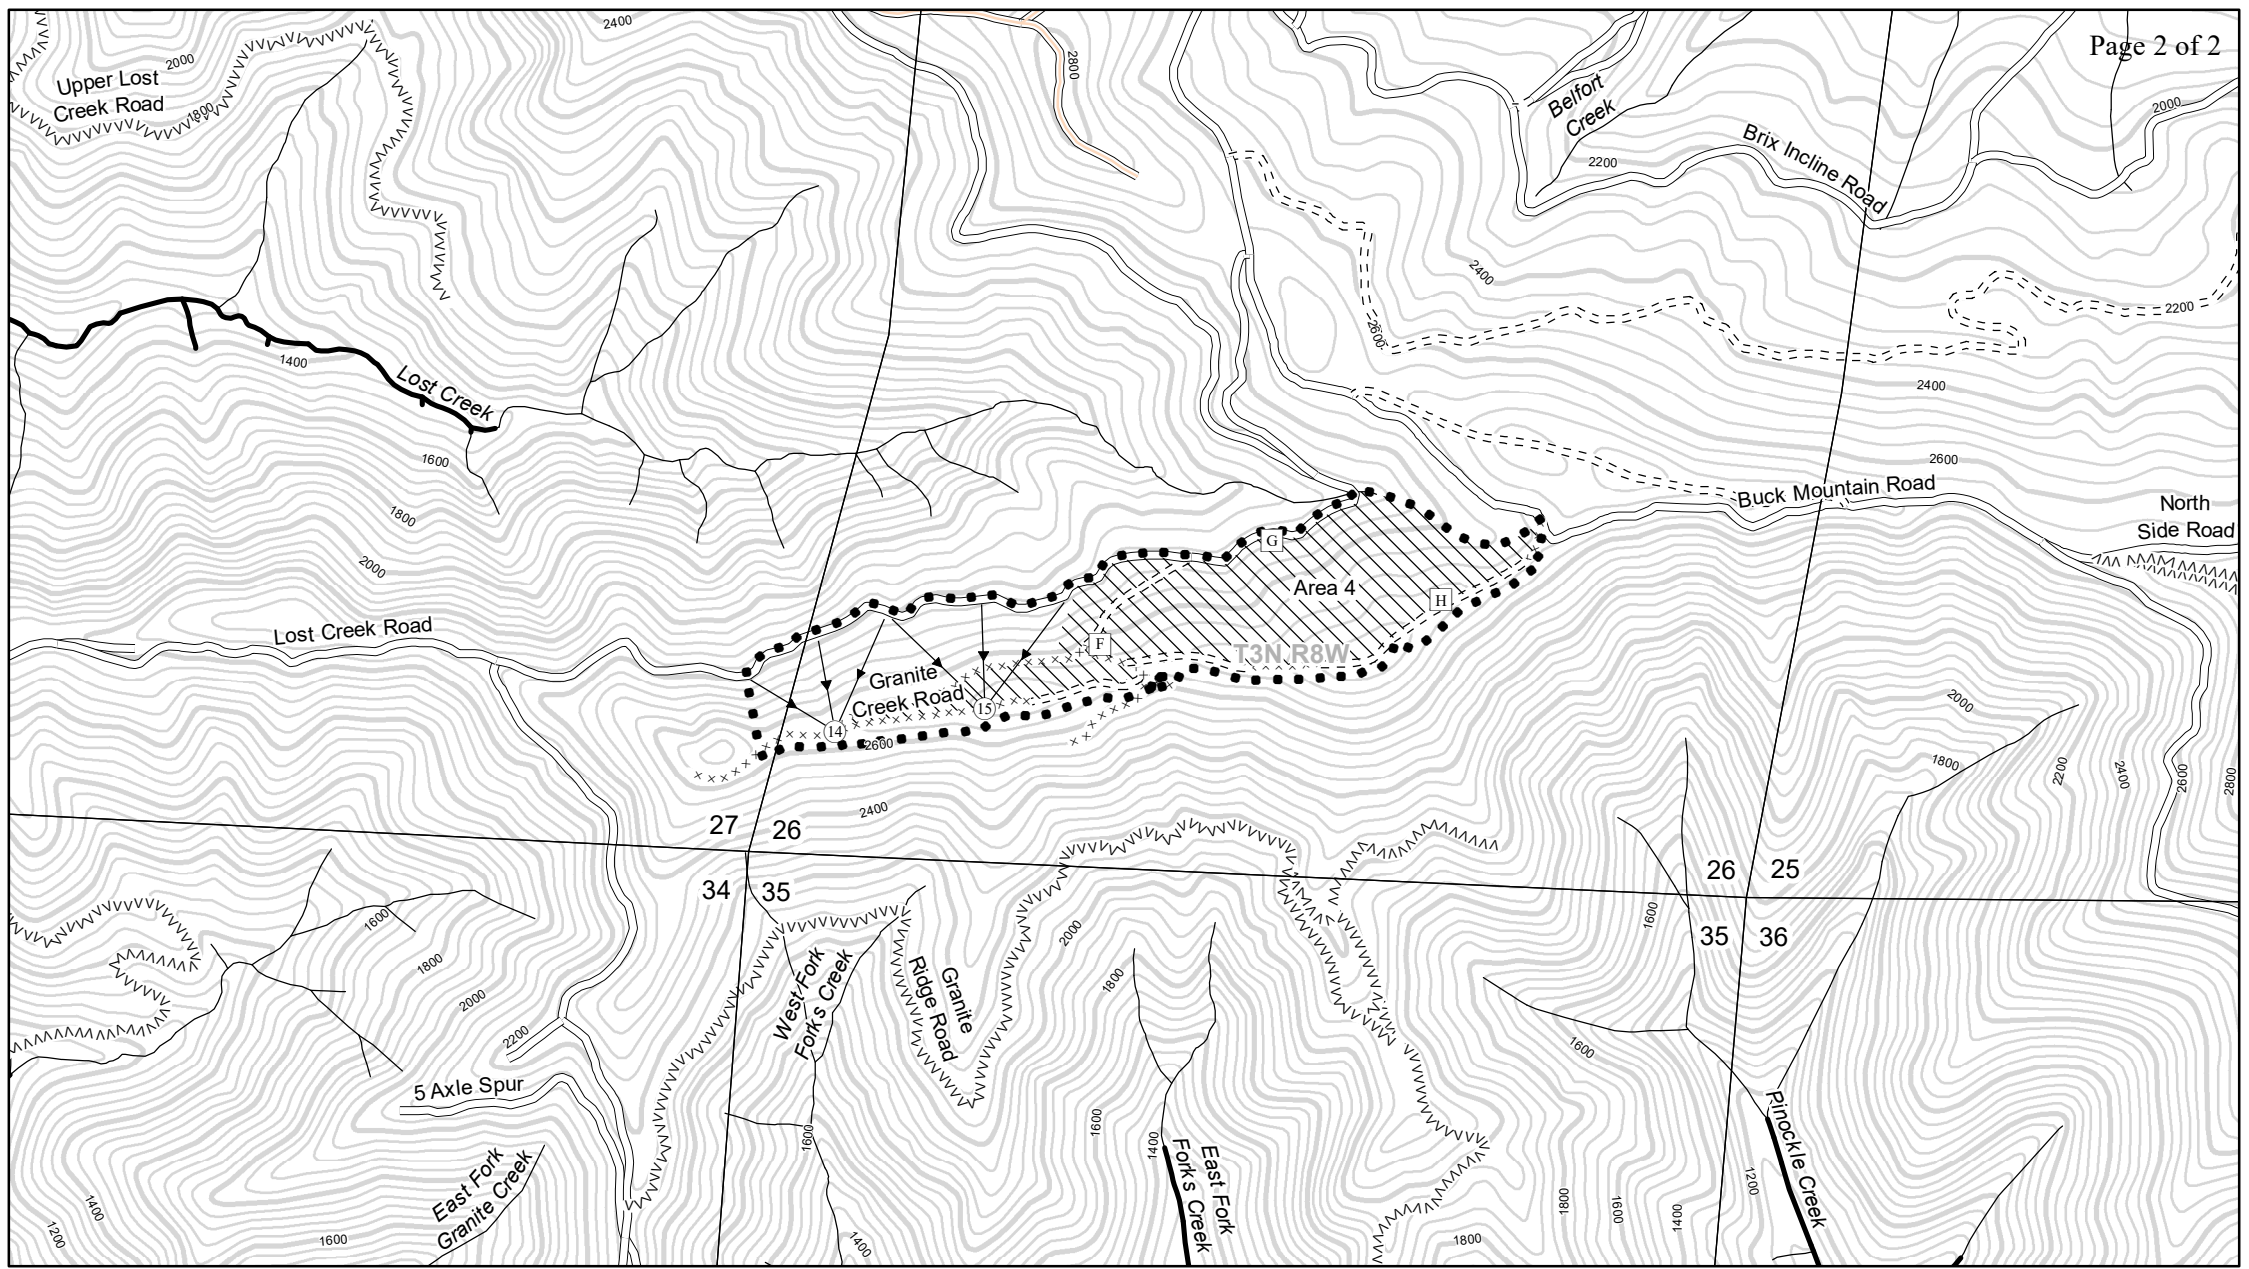 Page 2 of 2
2400
2000
Upper Lost
Creek Road
1800
2800
Belfort
Creek
2000
Brix Incline Road
2200
2400
2600
2200
1400
Lost Creek
2400
1600
2600
Buck Mountain Road
North
Side Road
1800
2000
G
Area 4
H
Lost Creek Road
F
T3N R8W
Granite
Creek Road
15
14
2600
2000
1800
2200
2400
2600
2800
2400
27
26
34
35
26
25
35
36
1600
1600
1800
2000
2200
2000
1800
West Fork
Forks Creek
Granite
Ridge Road
1600
5 Axle Spur
1600
1600
1400
East Fork
Forks Creek
Pinockle Creek
1200
East Fork
Granite Creek
1400
1200
1600
1400
1800
1600
1400
1800